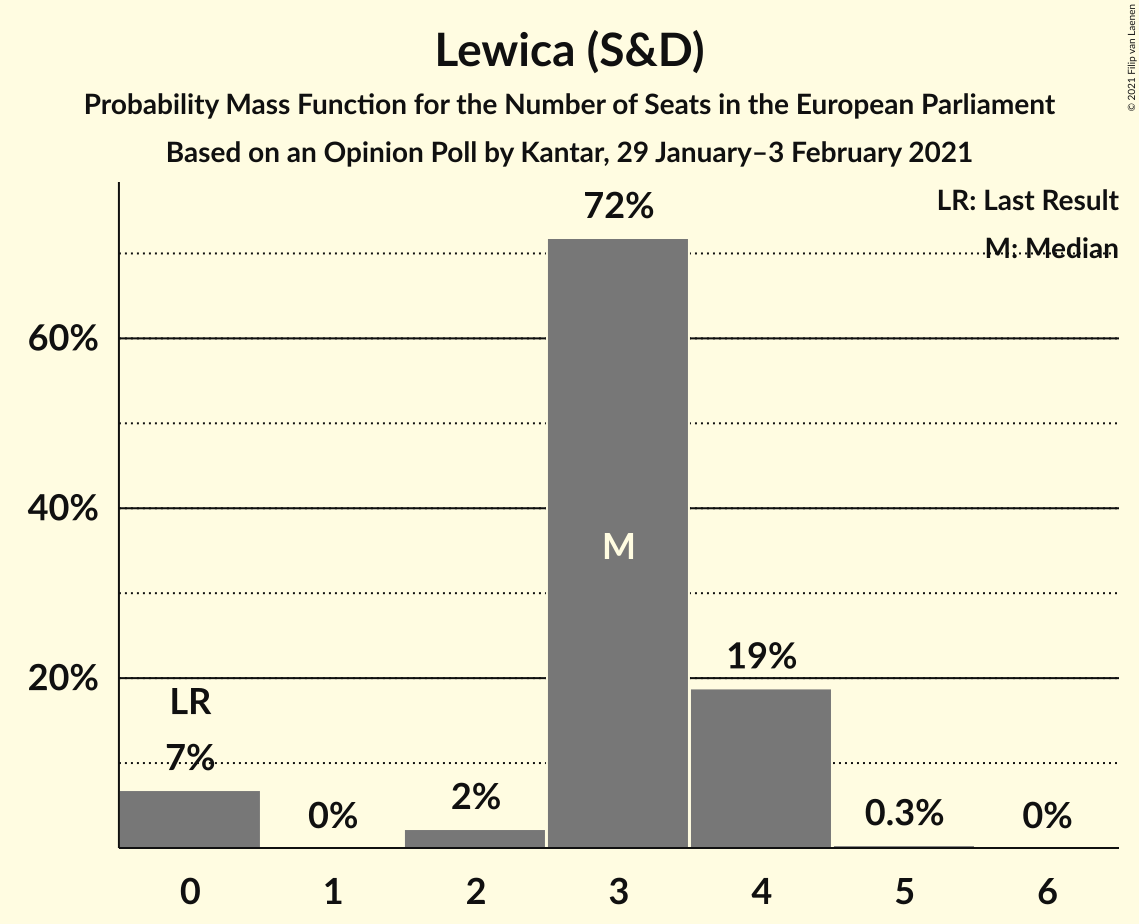 Lewica (S&D)
Probability Mass Function for the Number of Seats in the European Parliament
Based on an Opinion Poll by Kantar, 29 January–3 February 2021
© 2021 Filip van Laenen
LR: Last Result
M: Median
72%
60%
40%
M
19%
20%
LR
7%
0%
2%
0.3%
0%
0 1 2 3 4 5 6